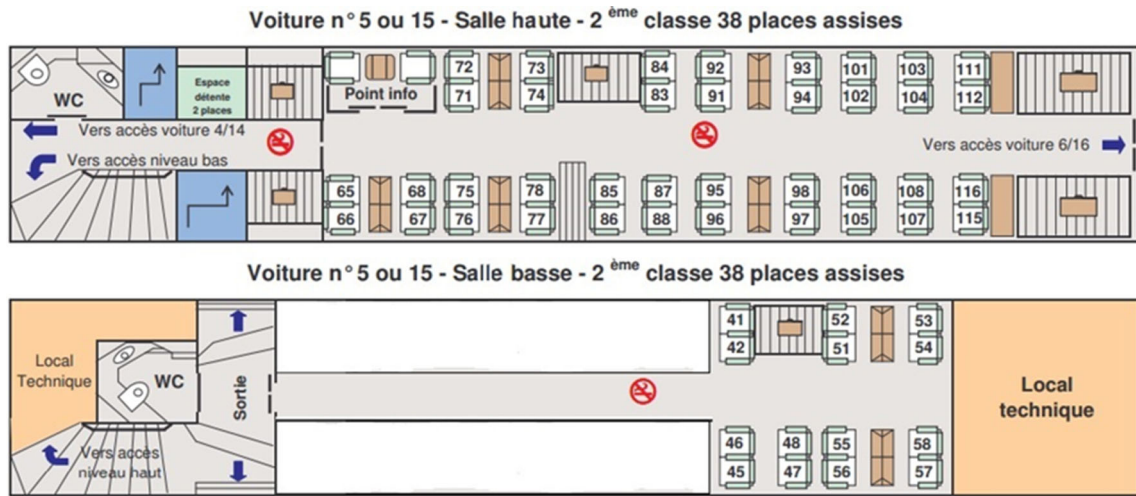 Voiture n° 5 ou 15 - Salle haute - 2 ème classe 38 places assises
WC
Espace
détente
2 places
Point info
72 73 84 92 93 101 103 111
71 74 83 91 94 102 104 112
Vers accès voiture 4/14
Vers accès niveau bas
Vers accès voiture 6/16
65 68 75 78 85 87 95 98 106 108 116
66 67 76 77 86 88 96 97 105 107 115
Voiture n° 5 ou 15 - Salle basse - 2 ème classe 38 places assises
Local
Technique
WC
Sortie
Vers accès
niveau haut
41 52 53
42 51 54
46 48 55 58
45 47 56 57
Local
technique